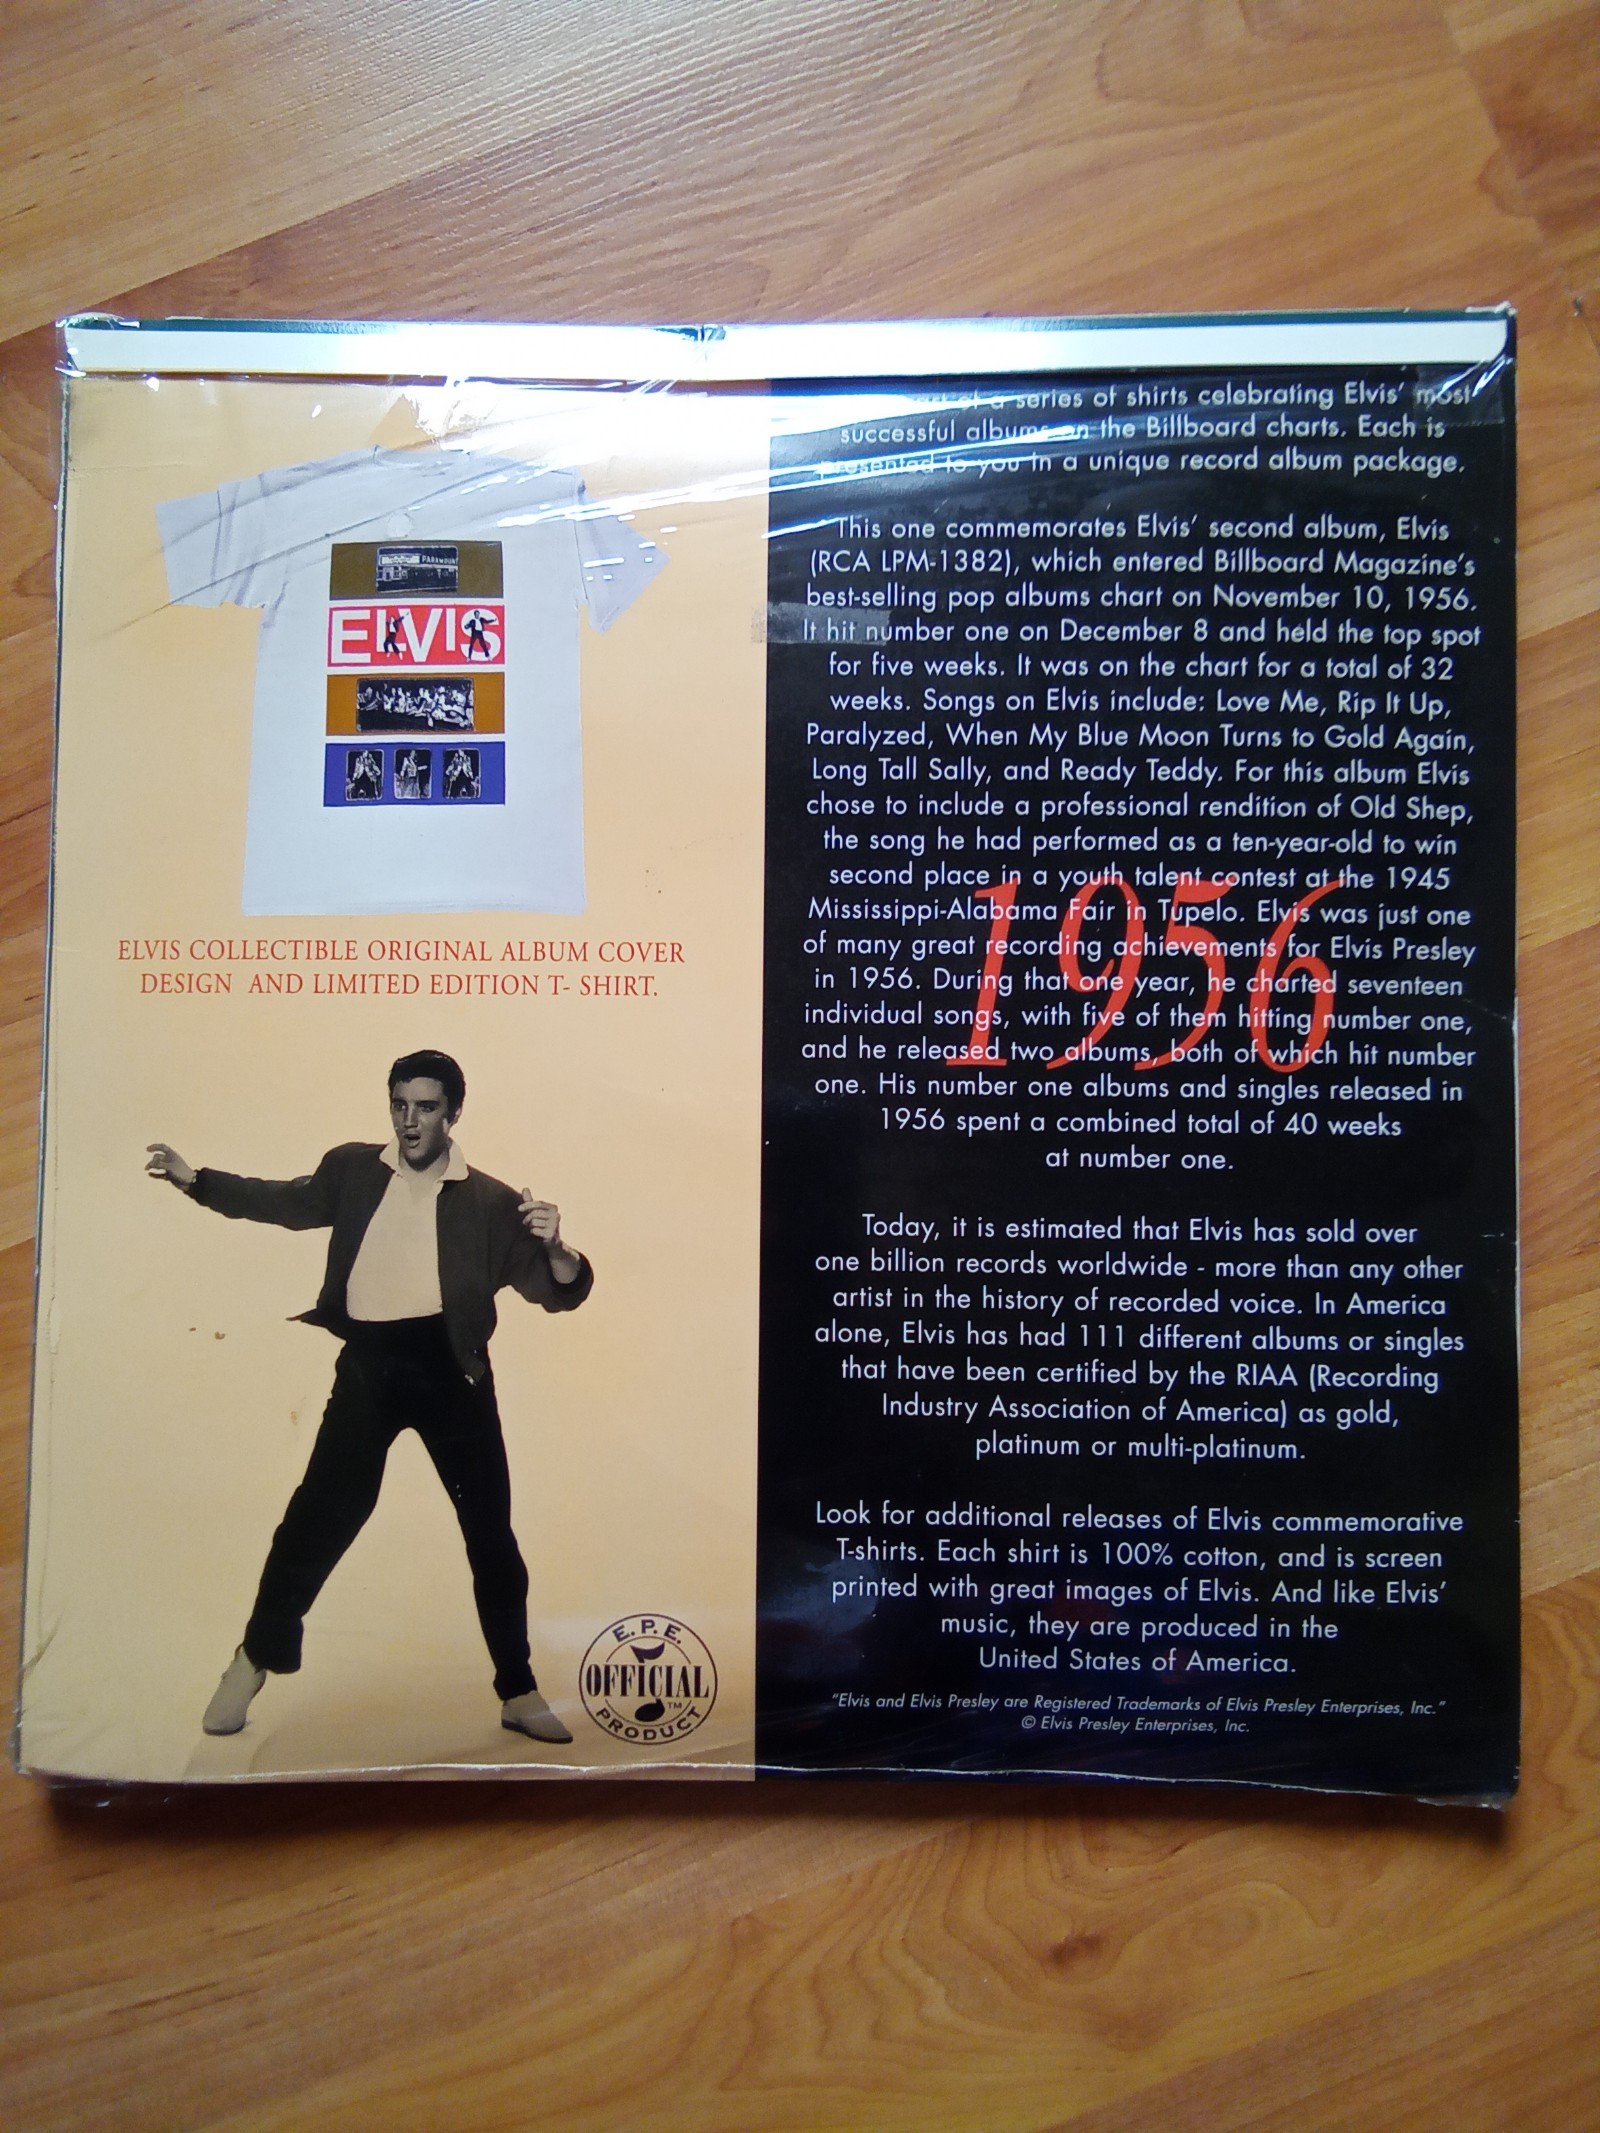 PARAMOUNT
ELVIS
ELVIS COLLECTIBLE ORIGINAL ALBUM COVER
DESIGN AND LIMITED EDITION T- SHIRT.
E. P. E.
OFFICIAL
TM
PRODUCT
of a series of shirts celebrating Elvis' most
successful albums on the Billboard charts. Each is
presented to you in a unique record album package.
This one commemorates Elvis' second album, Elvis
(RCA LPM-1382), which entered Billboard Magazine's
best-selling pop albums chart on November 10, 1956.
It hit number one on December 8 and held the top spot
for five weeks. It was on the chart for a total of 32
weeks. Songs on Elvis include: Love Me, Rip It Up,
Paralyzed, When My Blue Moon Turns to Gold Again,
Long Tall Sally, and Ready Teddy. For this album Elvis
chose to include a professional rendition of Old Shep,
the song he had performed as a ten-year-old to win
second place in a youth talent contest at the 1945
Mississippi-Alabama Fair in Tupelo. Elvis was just one
of many great recording achievements for Elvis Presley
in 1956. During that one year, he charted seventeen
individual songs, with five of them hitting number one,
and he released two albums, both of which hit number
one. His number one albums and singles released in
1956 spent a combined total of 40 weeks
at number one.
1956
Today, it is estimated that Elvis has sold over
one billion records worldwide - more than any other
artist in the history of recorded voice. In America
alone, Elvis has had 111 different albums or singles
that have been certified by the RIAA (Recording
Industry Association of America) as gold,
platinum or multi-platinum.
Look for additional releases of Elvis commemorative
T-shirts. Each shirt is 100% cotton, and is screen
printed with great images of Elvis. And like Elvis'
music, they are produced in the
United States of America.
"Elvis and Elvis Presley are Registered Trademarks of Elvis Presley Enterprises, Inc."
© Elvis Presley Enterprises, Inc.